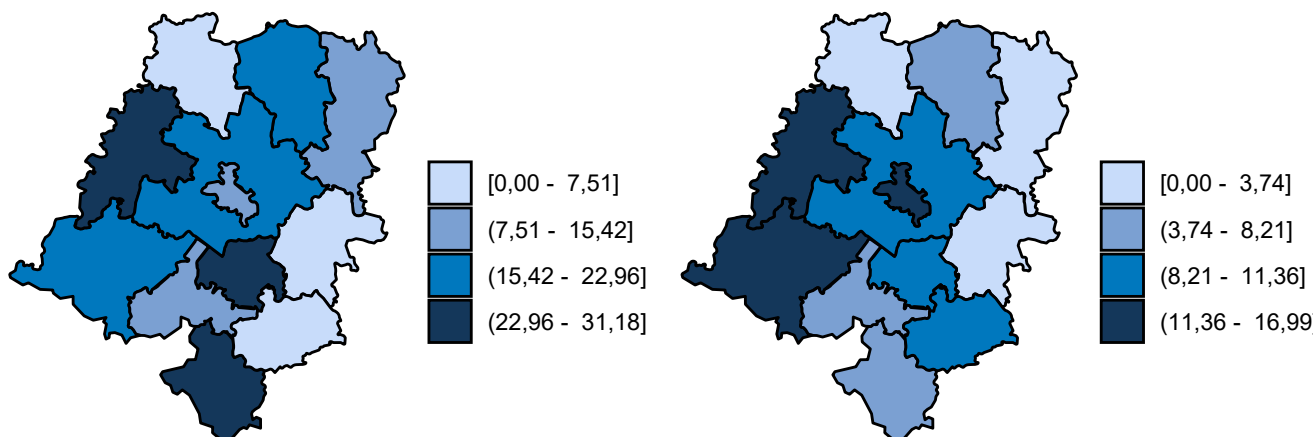 [0,00 - 7,51]
(7,51 - 15,42]
(15,42 - 22,96]
(22,96 - 31,18]
[0,00 - 3,74]
(3,74 - 8,21]
(8,21 - 11,36]
(11,36 - 16,99]